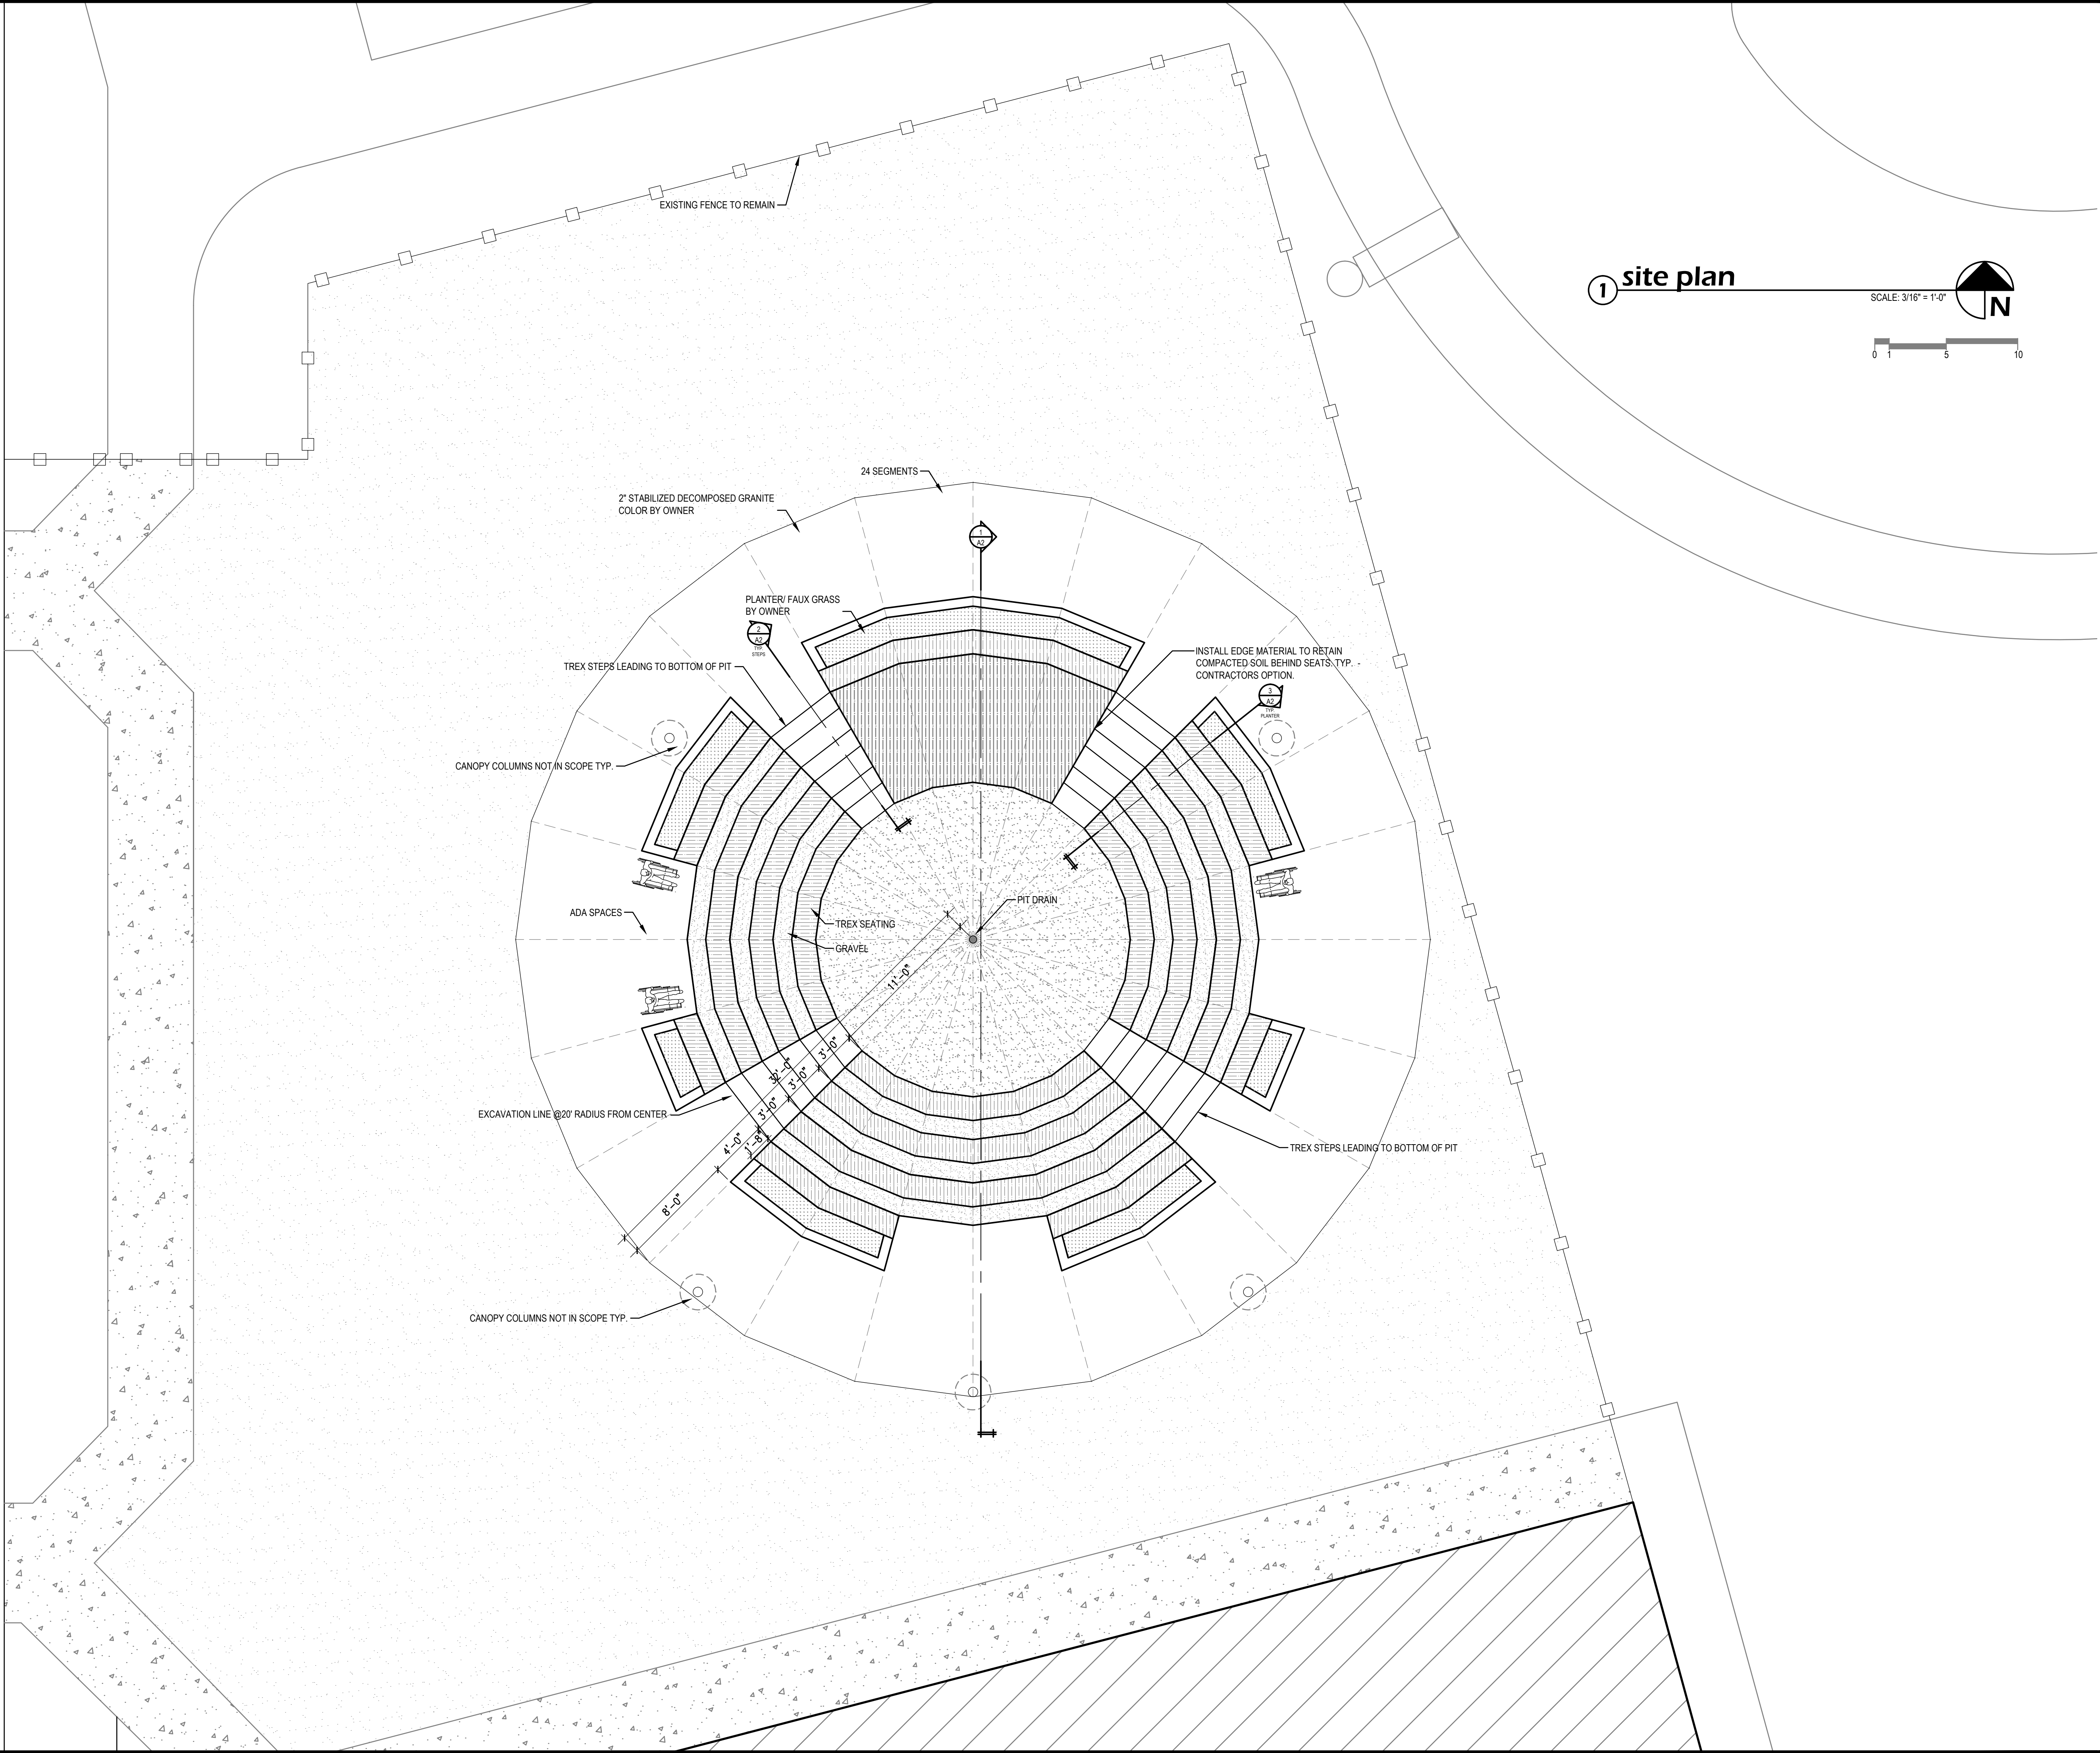 EXISTING FENCE TO REMAIN
1 site plan
SCALE: 3/16" = 1'-0"
N
0 1 5 10
24 SEGMENTS
2" STABILIZED DECOMPOSED GRANITE
COLOR BY OWNER
1
A2
PLANTER/ FAUX GRASS
BY OWNER
2
A2
TYP.
STEPS
TREX STEPS LEADING TO BOTTOM OF PIT
INSTALL EDGE MATERIAL TO RETAIN
COMPACTED SOIL BEHIND SEATS. TYP. -
CONTRACTORS OPTION.
3
A2
TYP.
PLANTER
CANOPY COLUMNS NOT IN SCOPE TYP.
ADA SPACES
PIT DRAIN
TREX SEATING
GRAVEL
11'-0"
3'-0"
32'-0"
3'-0"
3'-0"
1'-8"
4'-0"
8'-0"
EXCAVATION LINE @20' RADIUS FROM CENTER
TREX STEPS LEADING TO BOTTOM OF PIT
CANOPY COLUMNS NOT IN SCOPE TYP.